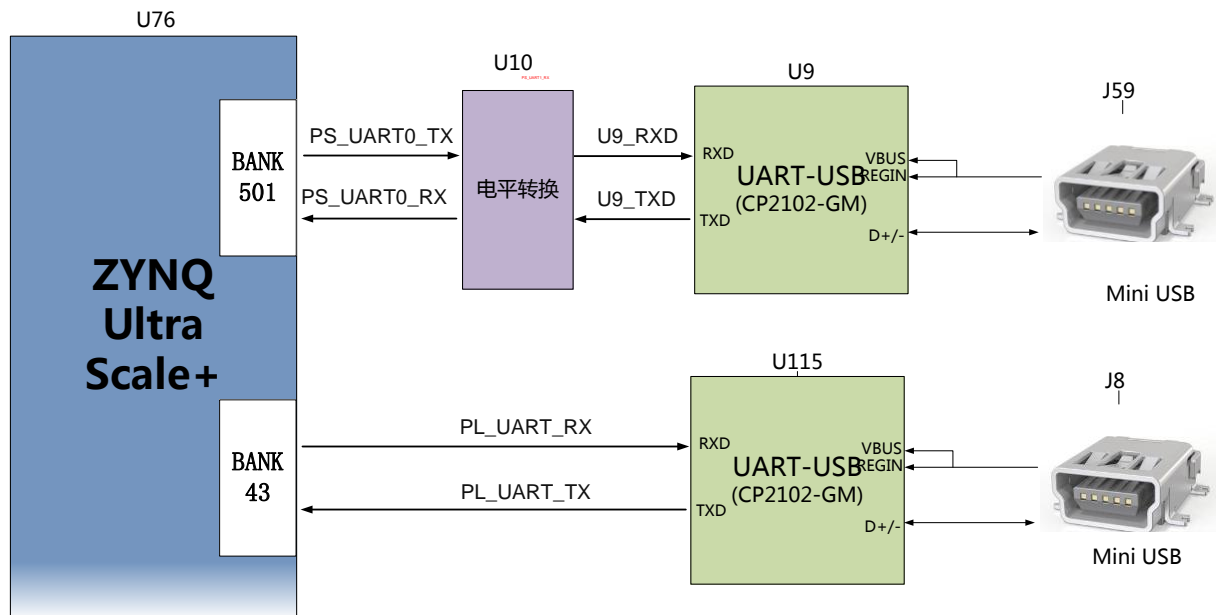 U76
U10
PS_UART1_RX
U9
J59
BANK
501
PS_UART0_TX
PS_UART0_RX
电平转换
U9_RXD
U9_TXD
RXD
TXD
UART-USB
(CP2102-GM)
VBUS
REGIN
D+/-
Mini USB
ZYNQ
Ultra
Scale+
U115
J8
BANK
43
PL_UART_RX
PL_UART_TX
RXD
TXD
UART-USB
(CP2102-GM)
VBUS
REGIN
D+/-
Mini USB